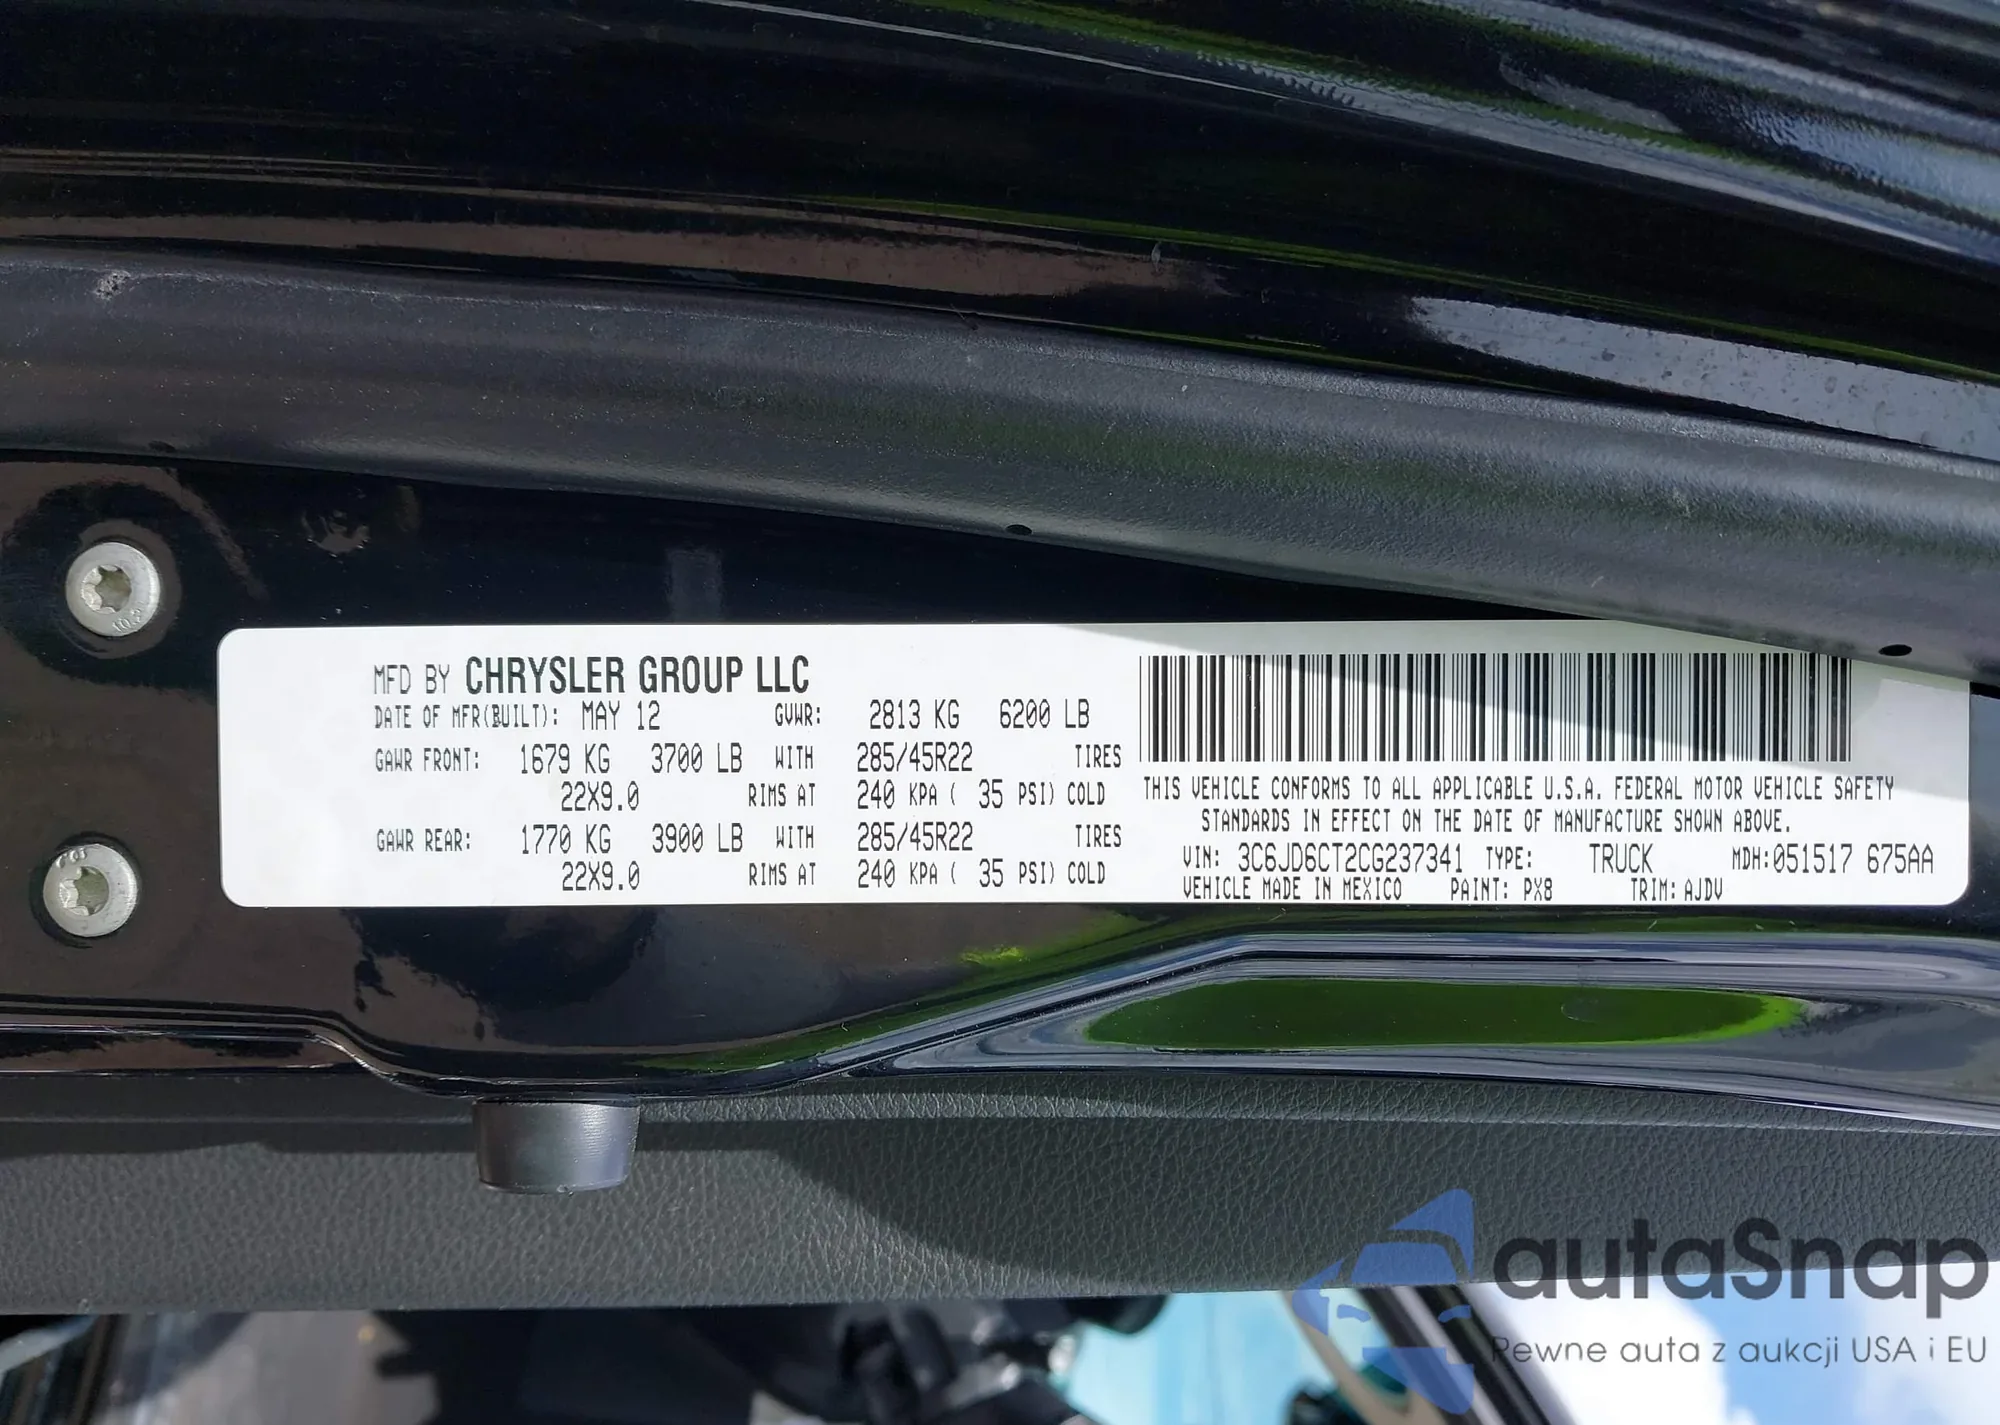 MFD BY CHRYSLER GROUP LLC
DATE OF MFR(BUILT): MAY 12 GVWR: 2813 KG 6200 LB
GAWR FRONT: 1679 KG 3700 LB WITH 285/45R22 TIRES
22X9.0 RIMS AT 240 KPA ( 35 PSI) COLD
GAWR REAR: 1770 KG 3900 LB WITH 285/45R22 TIRES
22X9.0 RIMS AT 240 KPA ( 35 PSI) COLD
THIS VEHICLE CONFORMS TO ALL APPLICABLE U.S.A. FEDERAL MOTOR VEHICLE SAFETY
STANDARDS IN EFFECT ON THE DATE OF MANUFACTURE SHOWN ABOVE.
VIN: 3C6JD6CT2CG237341 TYPE: TRUCK MDH:051517 675AA
VEHICLE MADE IN MEXICO PAINT: PX8 TRIM: AJDV
autaSnap
Pewne auta z aukcji USA i EU